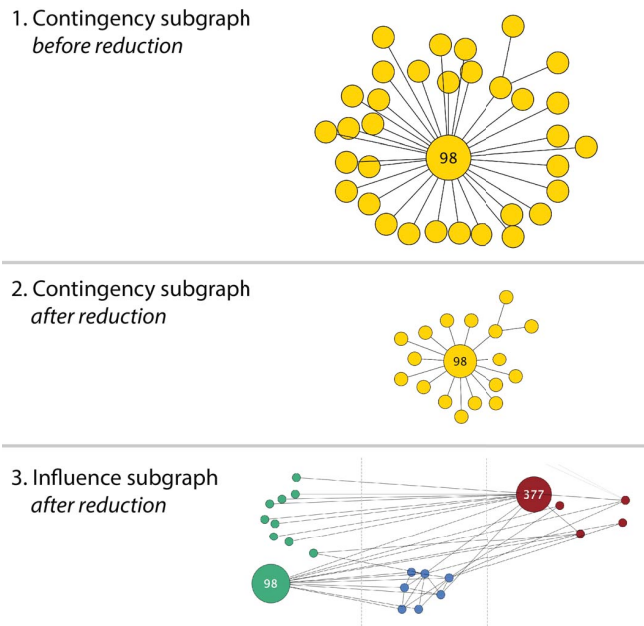 1. Contingency subgraph
before reduction
98
2. Contingency subgraph
after reduction
98
3. Influence subgraph
after reduction
377
98